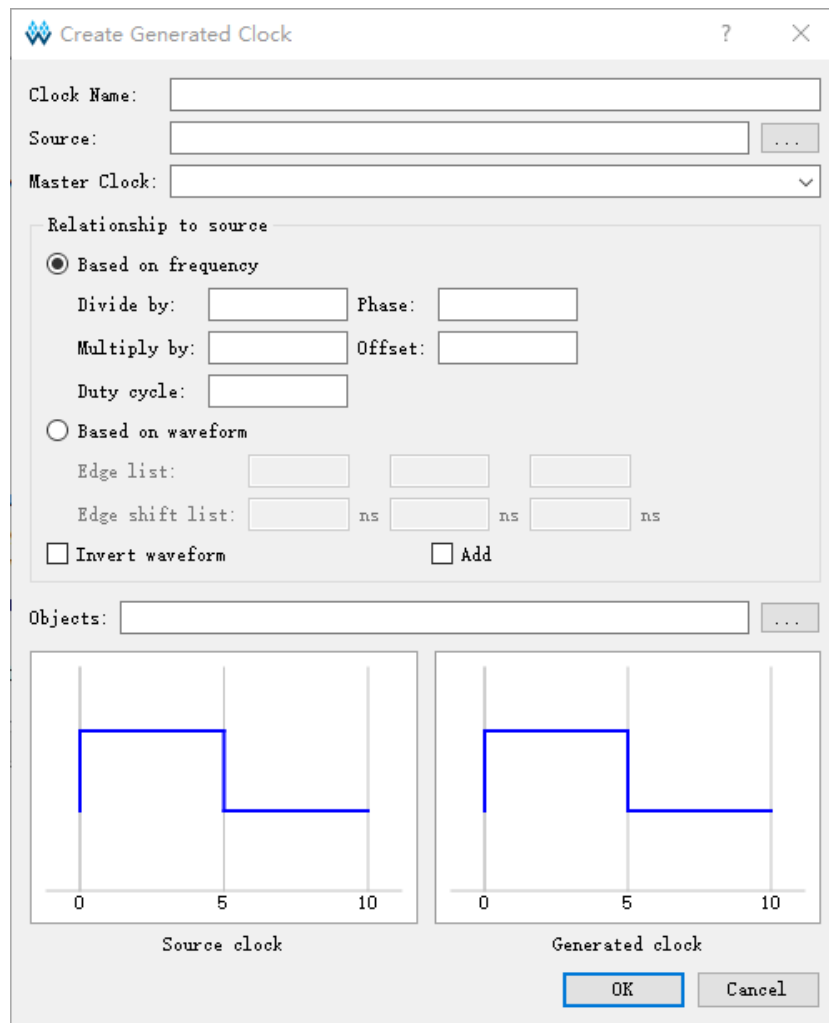 Create Generated Clock ?
Clock Name:
Source: ...
Master Clock:
Relationship to source
Based on frequency
Divide by: Phase:
Multiply by: Offset:
Duty cycle:
Based on waveform
Edge list:
Edge shift list: ns ns ns
Invert waveform Add
Objects: ...
0 5 10 0 5 10
Source clock Generated clock
OK Cancel